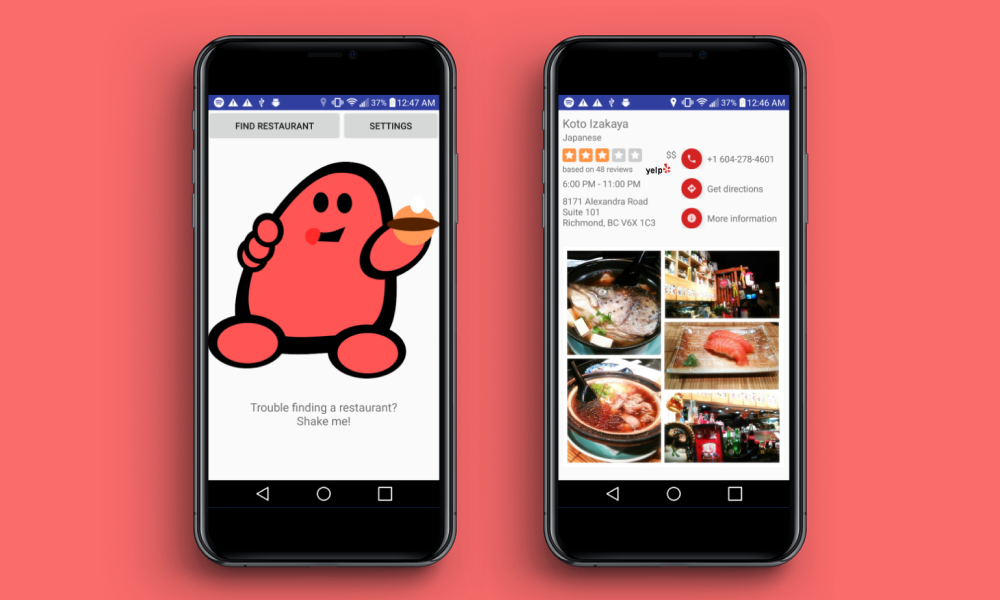 37% 12:47 AM
FIND RESTAURANT
SETTINGS
Trouble finding a restaurant?
Shake me!
37% 12:46 AM
Koto Izakaya
Japanese
$$
based on 48 reviews
yelp
6:00 PM - 11:00 PM
8171 Alexandra Road
Suite 101
Richmond, BC V6X 1C3
+1 604-278-4601
Get directions
More information